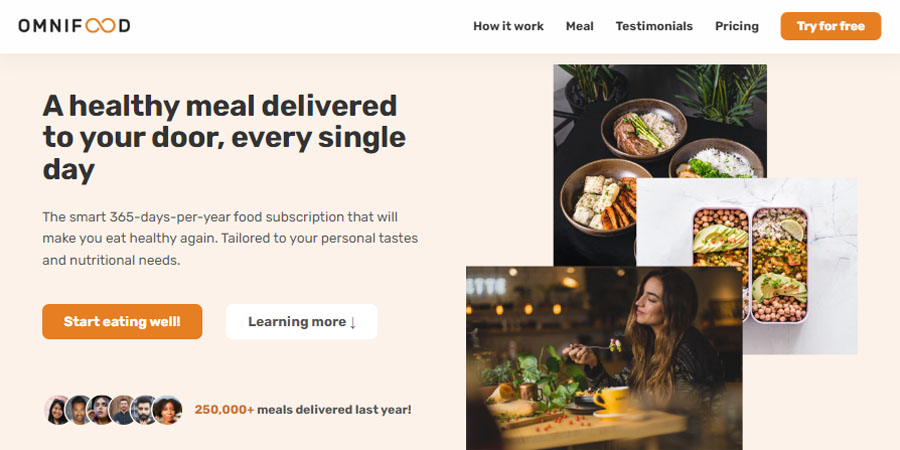 OMNIFOOD
How it work Meal Testimonials Pricing Try for free
A healthy meal delivered
to your door, every single
day
The smart 365-days-per-year food subscription that will
make you eat healthy again. Tailored to your personal tastes
and nutritional needs.
Start eating well! Learning more ↓
250,000+ meals delivered last year!